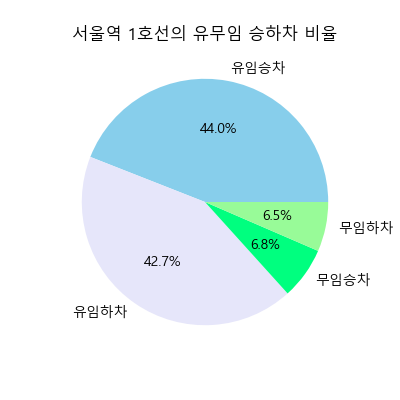 서울역 1호선의 유무임 승하차 비율
유임승차
44.0%
6.5%
무임하차
6.8%
42.7%
무임승차
유임하차